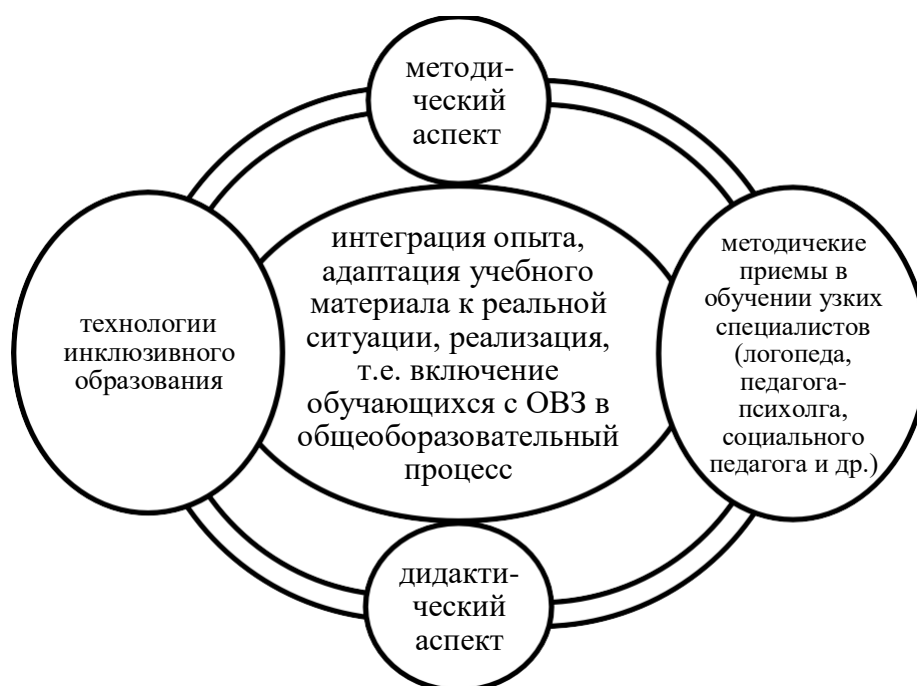 методи-
ческий
аспект
интеграция опыта,
адаптация учебного
материала к реальной
ситуации, реализация,
т.е. включение
обучающихся с ОВЗ в
общеоборазовательный
процесс
технологии
инклюзивного
образования
методичекие
приемы в
обучении узких
специалистов
(логопеда,
педагога-
психолга,
социального
педагога и др.)
дидакти-
ческий
аспект